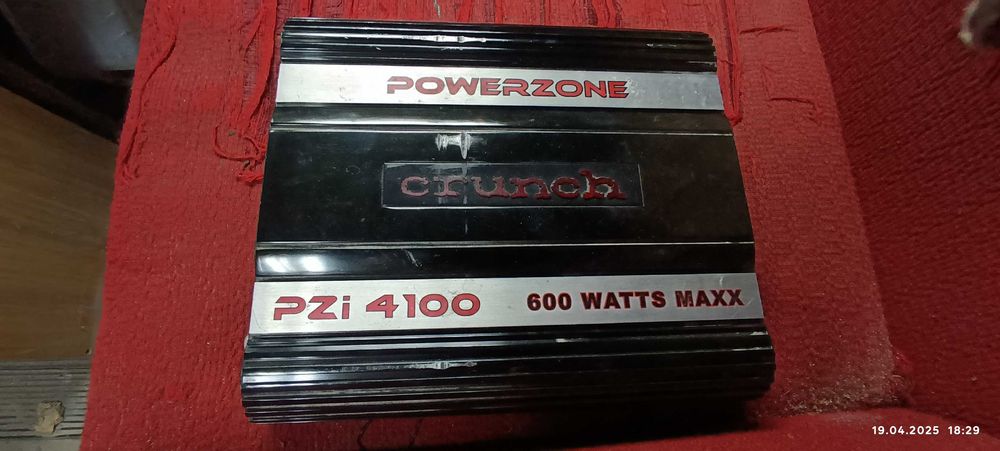 POWERZONE
crunch
PZi 4100 600 WATTS MAXX
19.04.2025 18:29